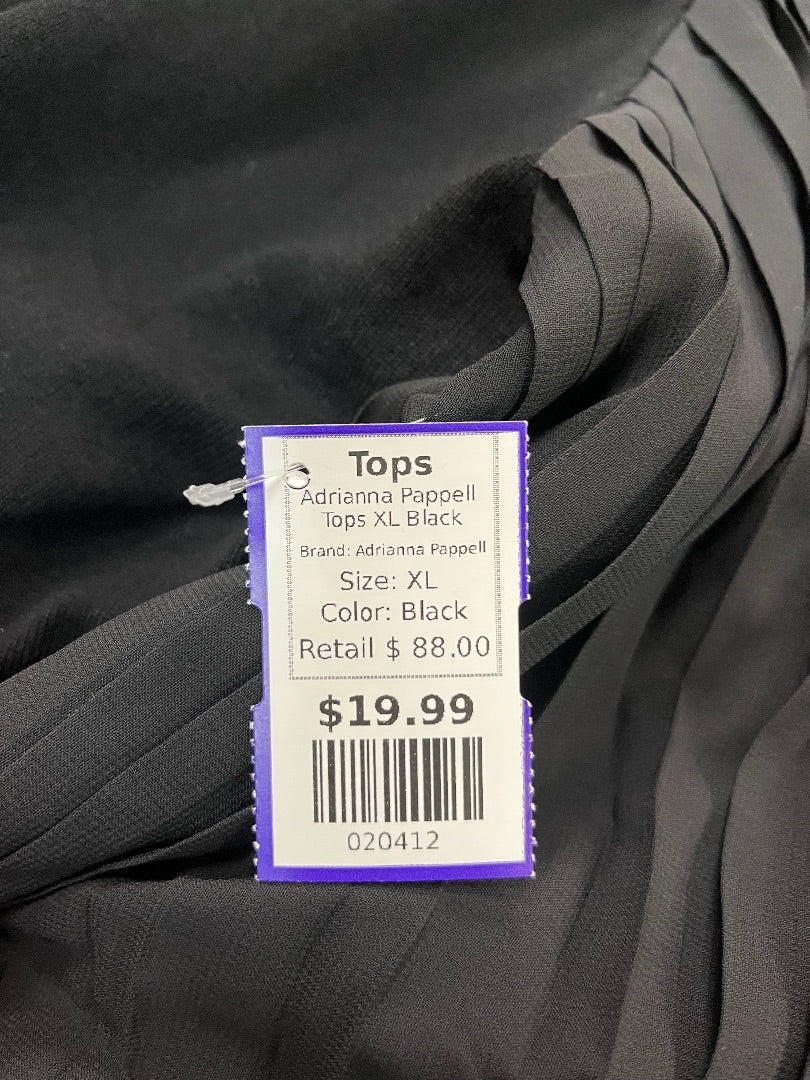 Tops
Adrianna Pappell
Tops XL Black
Brand: Adrianna Pappell
Size: XL
Color: Black
Retail $ 88.00
$19.99
020412